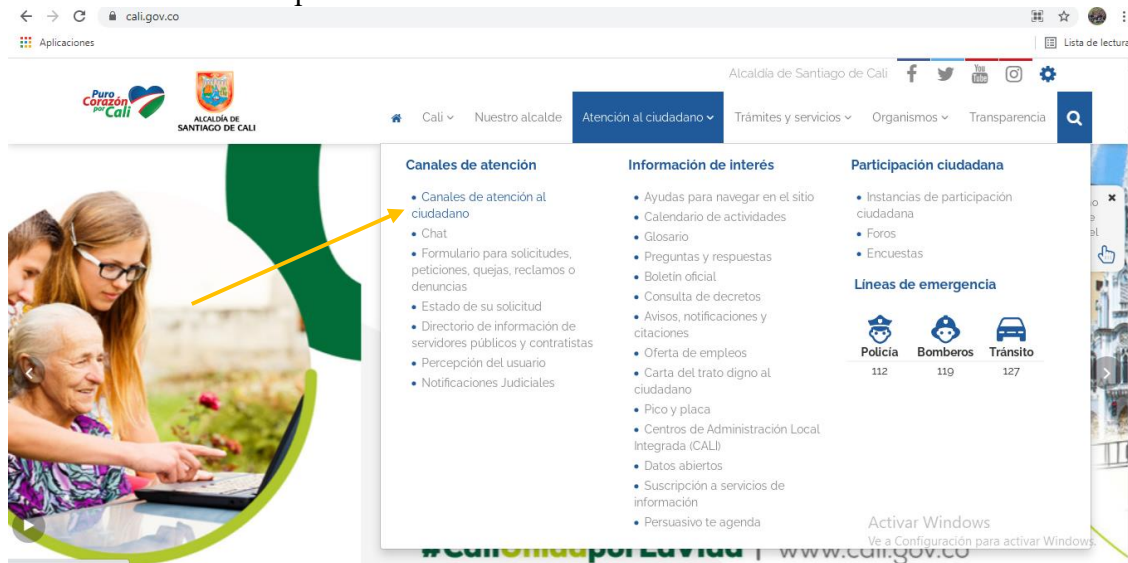 cali.gov.co
Aplicaciones
Lista de lectura
Puro
Corazón
por Cali
ALCALDÍA DE
SANTIAGO DE CALI
Alcaldía de Santiago de Cali
You
Tube
Cali
Nuestro alcalde
Atención al ciudadano
Trámites y servicios
Organismos
Transparencia
Canales de atención
• Canales de atención al
ciudadano
• Chat
• Formulario para solicitudes,
peticiones, quejas, reclamos o
denuncias
• Estado de su solicitud
• Directorio de información de
servidores públicos y contratistas
• Percepción del usuario
• Notificaciones Judiciales
Información de interés
• Ayudas para navegar en el sitio
• Calendario de actividades
• Glosario
• Preguntas y respuestas
• Boletín oficial
• Consulta de decretos
• Avisos, notificaciones y
citaciones
• Oferta de empleos
• Carta del trato digno al
ciudadano
• Pico y placa
• Centros de Administración Local
Integrada (CALI)
• Datos abiertos
• Suscripción a servicios de
información
• Persuasivo te agenda
Participación ciudadana
• Instancias de participación
ciudadana
• Foros
• Encuestas
Líneas de emergencia
Policía Bomberos Tránsito
112 119 127
Activar Windows
Ve a Configuración para activar Windows.
#CaliUnidaporLaVida | www.cali.gov.co